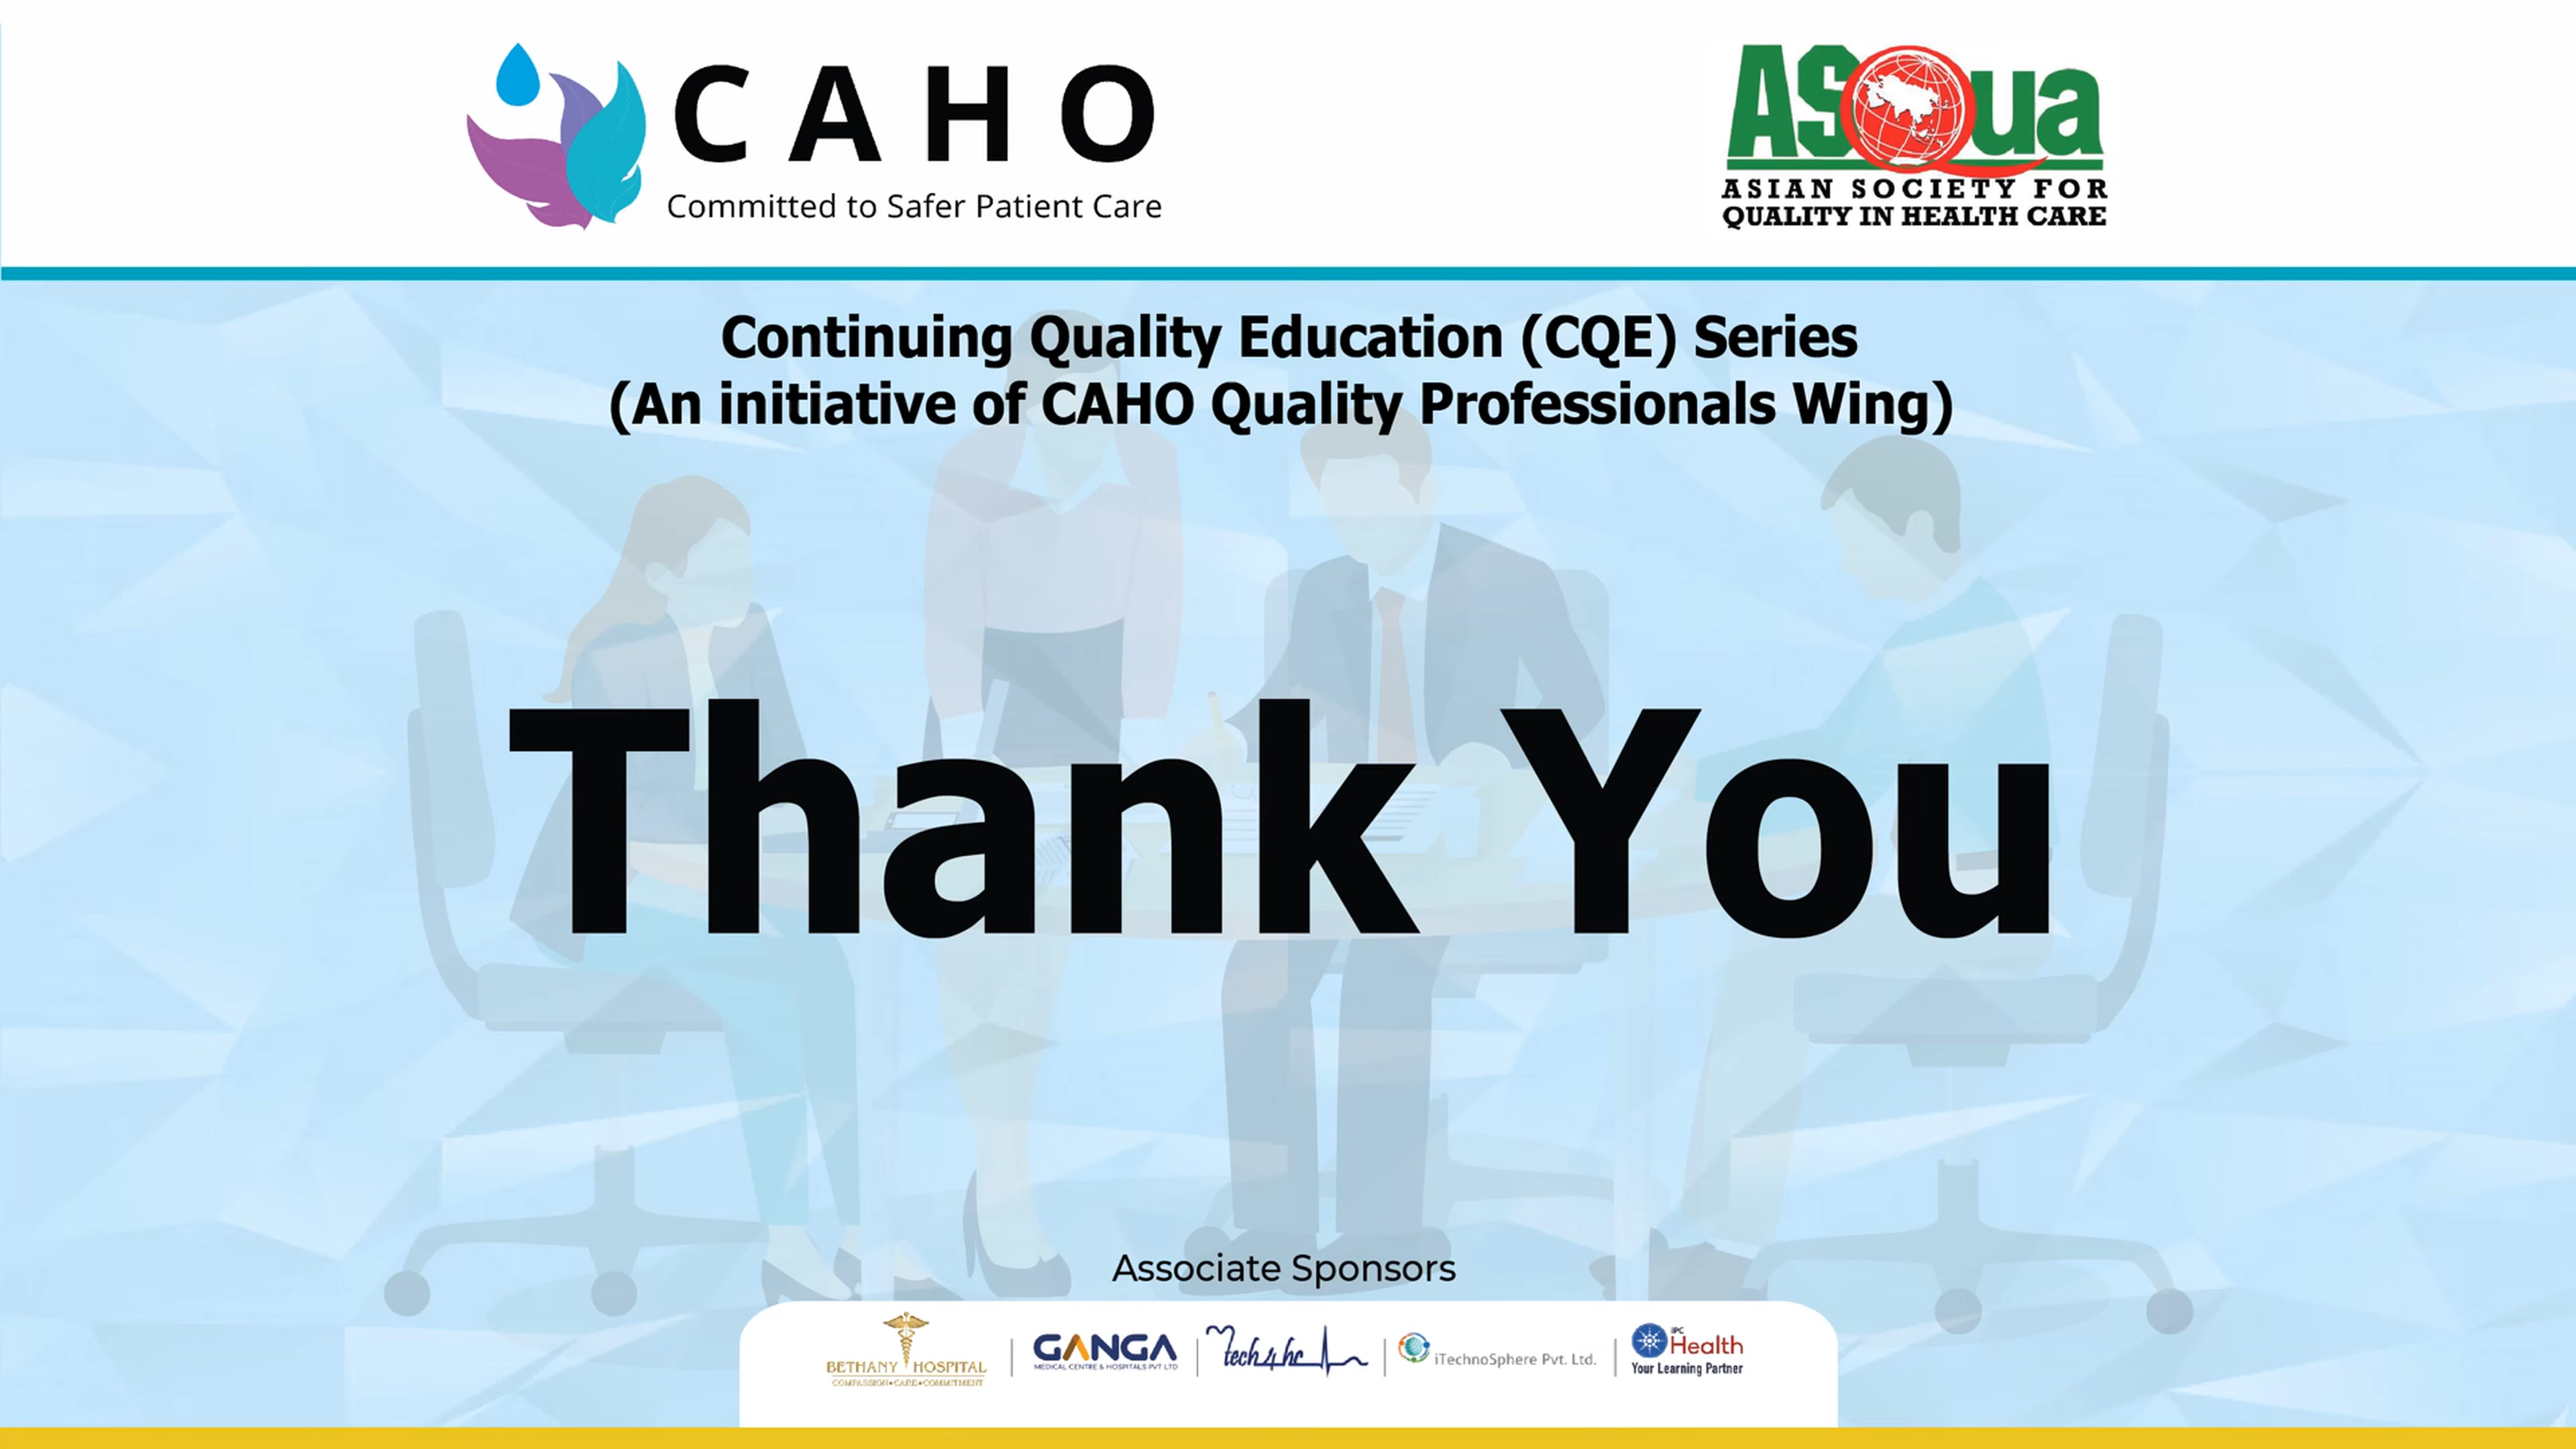 CAHO
Committed to Safer Patient Care
ASQua
ASIAN SOCIETY FOR
QUALITY IN HEALTH CARE
Continuing Quality Education (CQE) Series
(An initiative of CAHO Quality Professionals Wing)
Thank You
Associate Sponsors
BETHANY HOSPITAL
COMPASSION•CARE•COMMITMENT
GANGA
MEDICAL CENTRE & HOSPITALS PVT LTD
tech4hc
iTechnoSphere Pvt. Ltd.
IPC
Health
Your Learning Partner